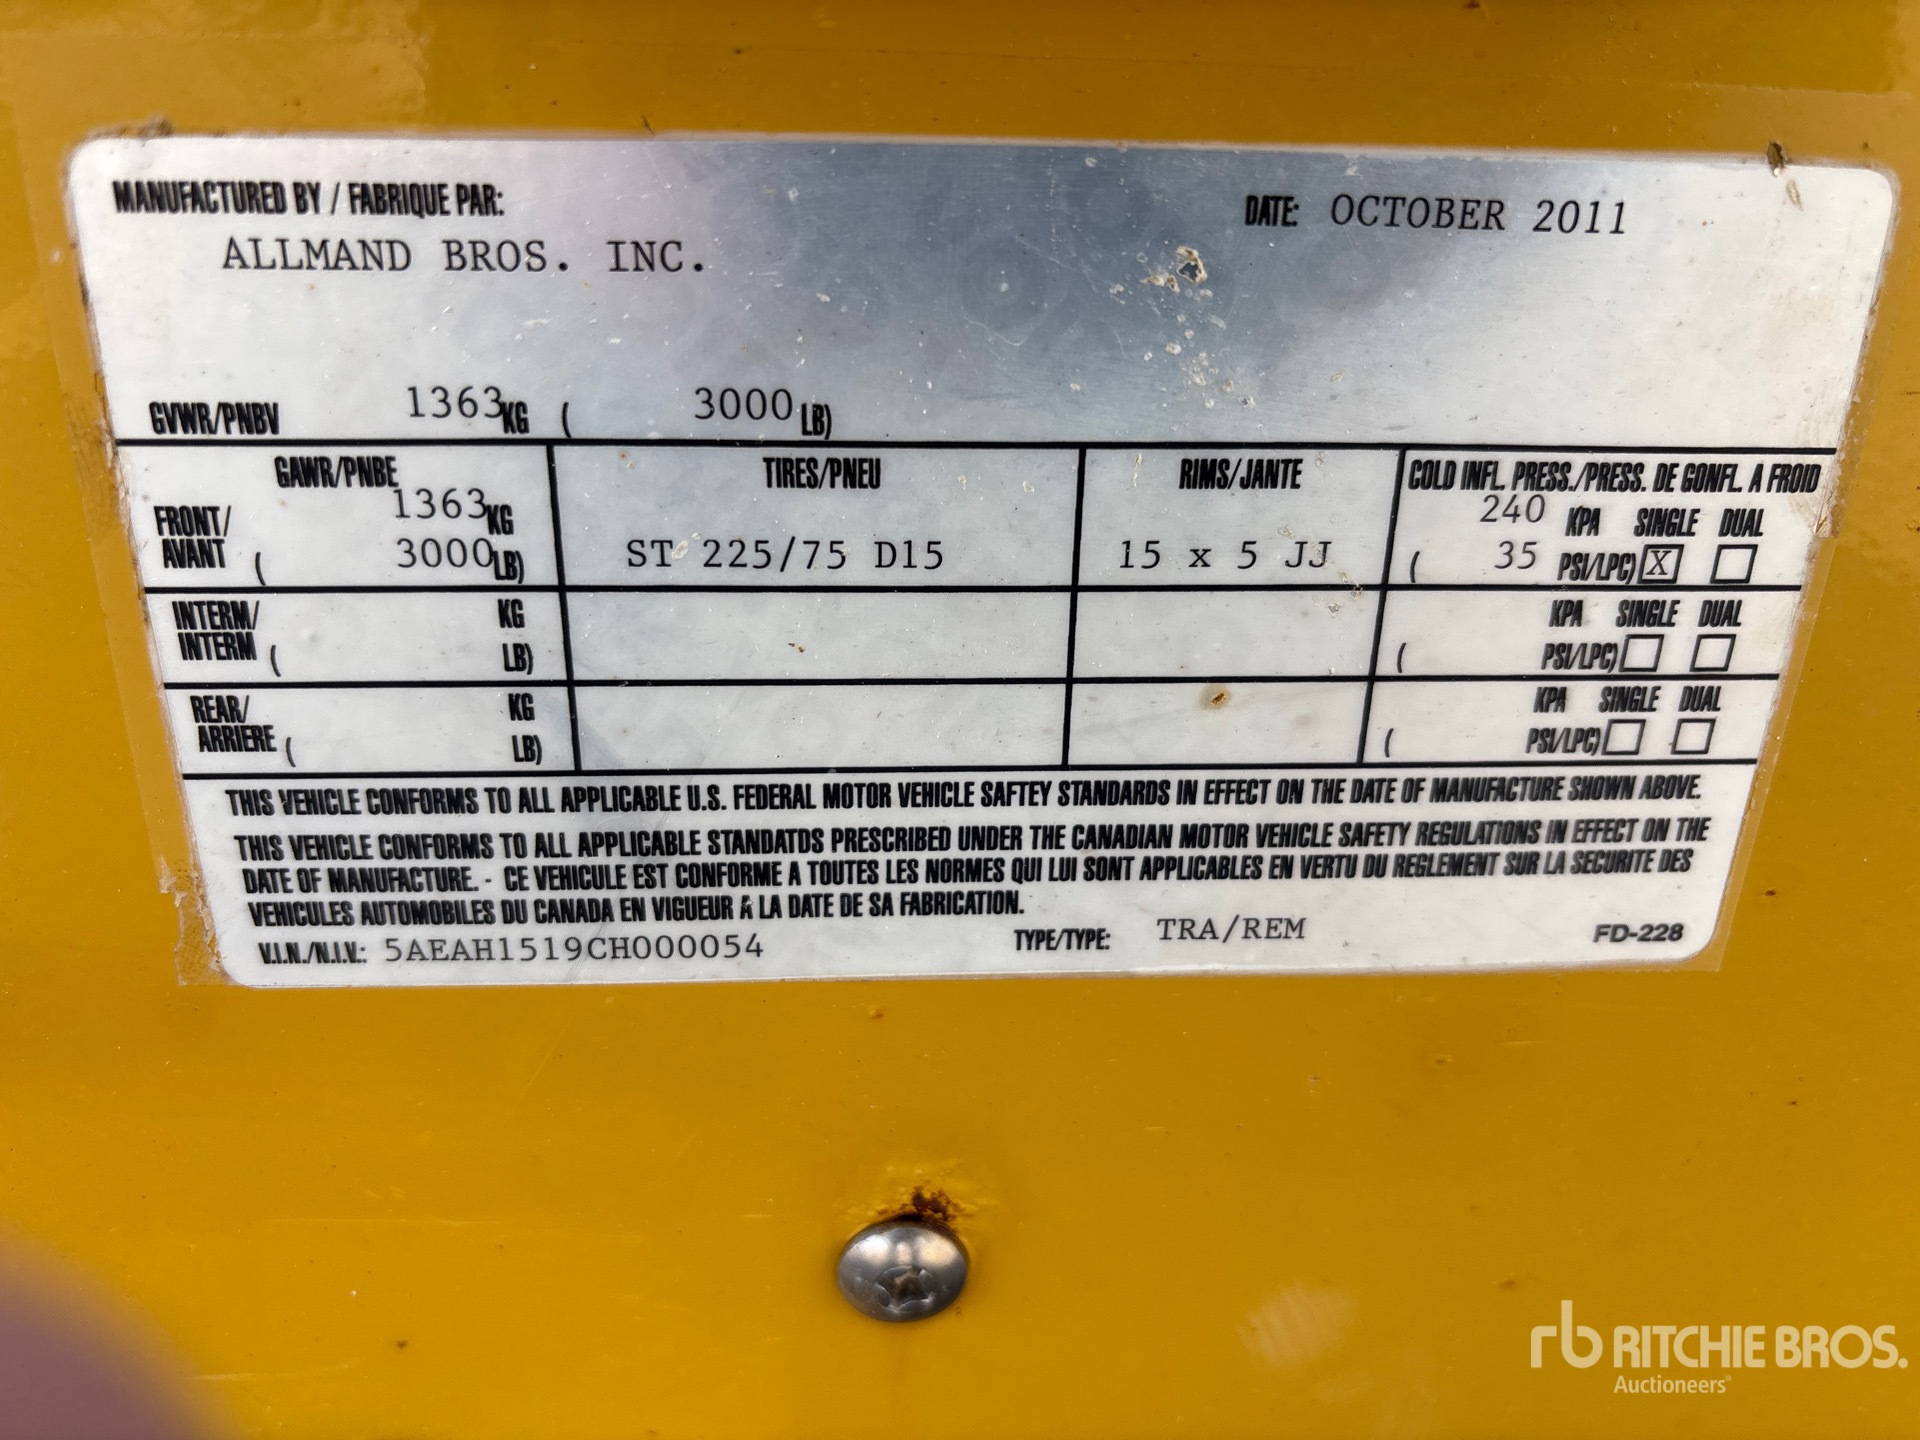 MANUFACTURED BY / FABRIQUE PAR: DATE: OCTOBER 2011
ALLMAND BROS. INC.
GVWR/PNBV 1363 KG ( 3000 LB)
GAWR/PNBE TIRES/PNEU RIMS/JANTE COLD INFL. PRESS./PRESS. DE GONFL. A FROID
FRONT/ 1363 KG 240 KPA SINGLE DUAL
AVANT ( 3000 LB) ST 225/75 D15 15 x 5 JJ ( 35 PSI/LPC) X
INTERM/ KG KPA SINGLE DUAL
INTERM ( LB) ( PSI/LPC)
REAR/ KG KPA SINGLE DUAL
ARRIERE ( LB) ( PSI/LPC)
THIS VEHICLE CONFORMS TO ALL APPLICABLE U.S. FEDERAL MOTOR VEHICLE SAFTEY STANDARDS IN EFFECT ON THE DATE OF MANUFACTURE SHOWN ABOVE.
THIS VEHICLE CONFORMS TO ALL APPLICABLE STANDATDS PRESCRIBED UNDER THE CANADIAN MOTOR VEHICLE SAFETY REGULATIONS IN EFFECT ON THE
DATE OF MANUFACTURE. - CE VEHICULE EST CONFORME A TOUTES LES NORMES QUI LUI SONT APPLICABLES EN VERTU DU REGLEMENT SUR LA SECURITE DES
VEHICULES AUTOMOBILES DU CANADA EN VIGUEUR A LA DATE DE SA FABRICATION.
V.I.N./N.I.V.: 5AEAH1519CH000054 TYPE/TYPE: TRA/REM FD-228
rb RITCHIE BROS.
Auctioneers